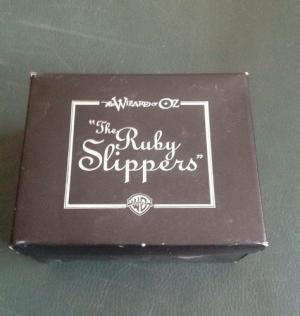 The WIZARD OF OZ
"The
Ruby
Slippers"
WB